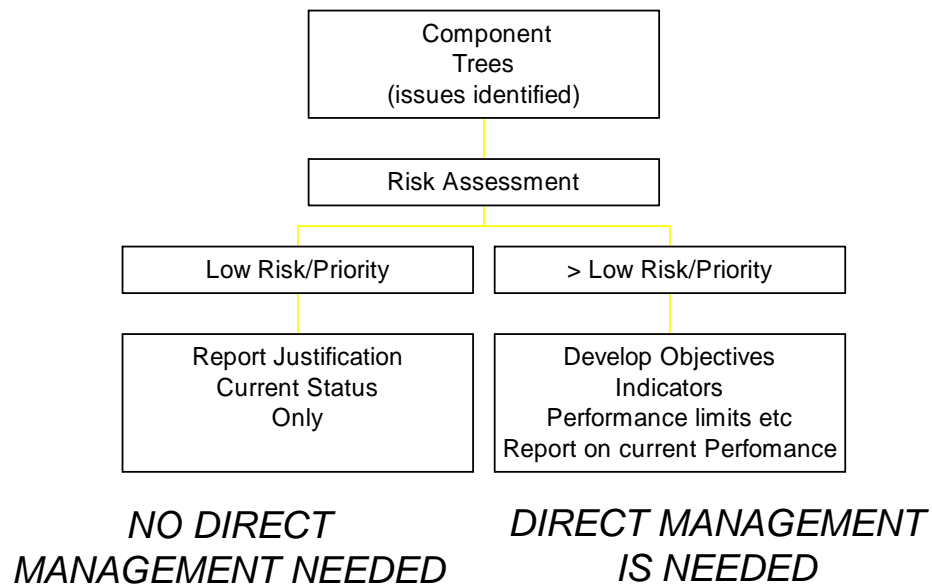 Component
Trees
(issues identified)
Risk Assessment
Low Risk/Priority
> Low Risk/Priority
Report Justification
Current Status
Only
Develop Objectives
Indicators
Performance limits etc
Report on current Perfomance
NO DIRECT
MANAGEMENT NEEDED
DIRECT MANAGEMENT
IS NEEDED